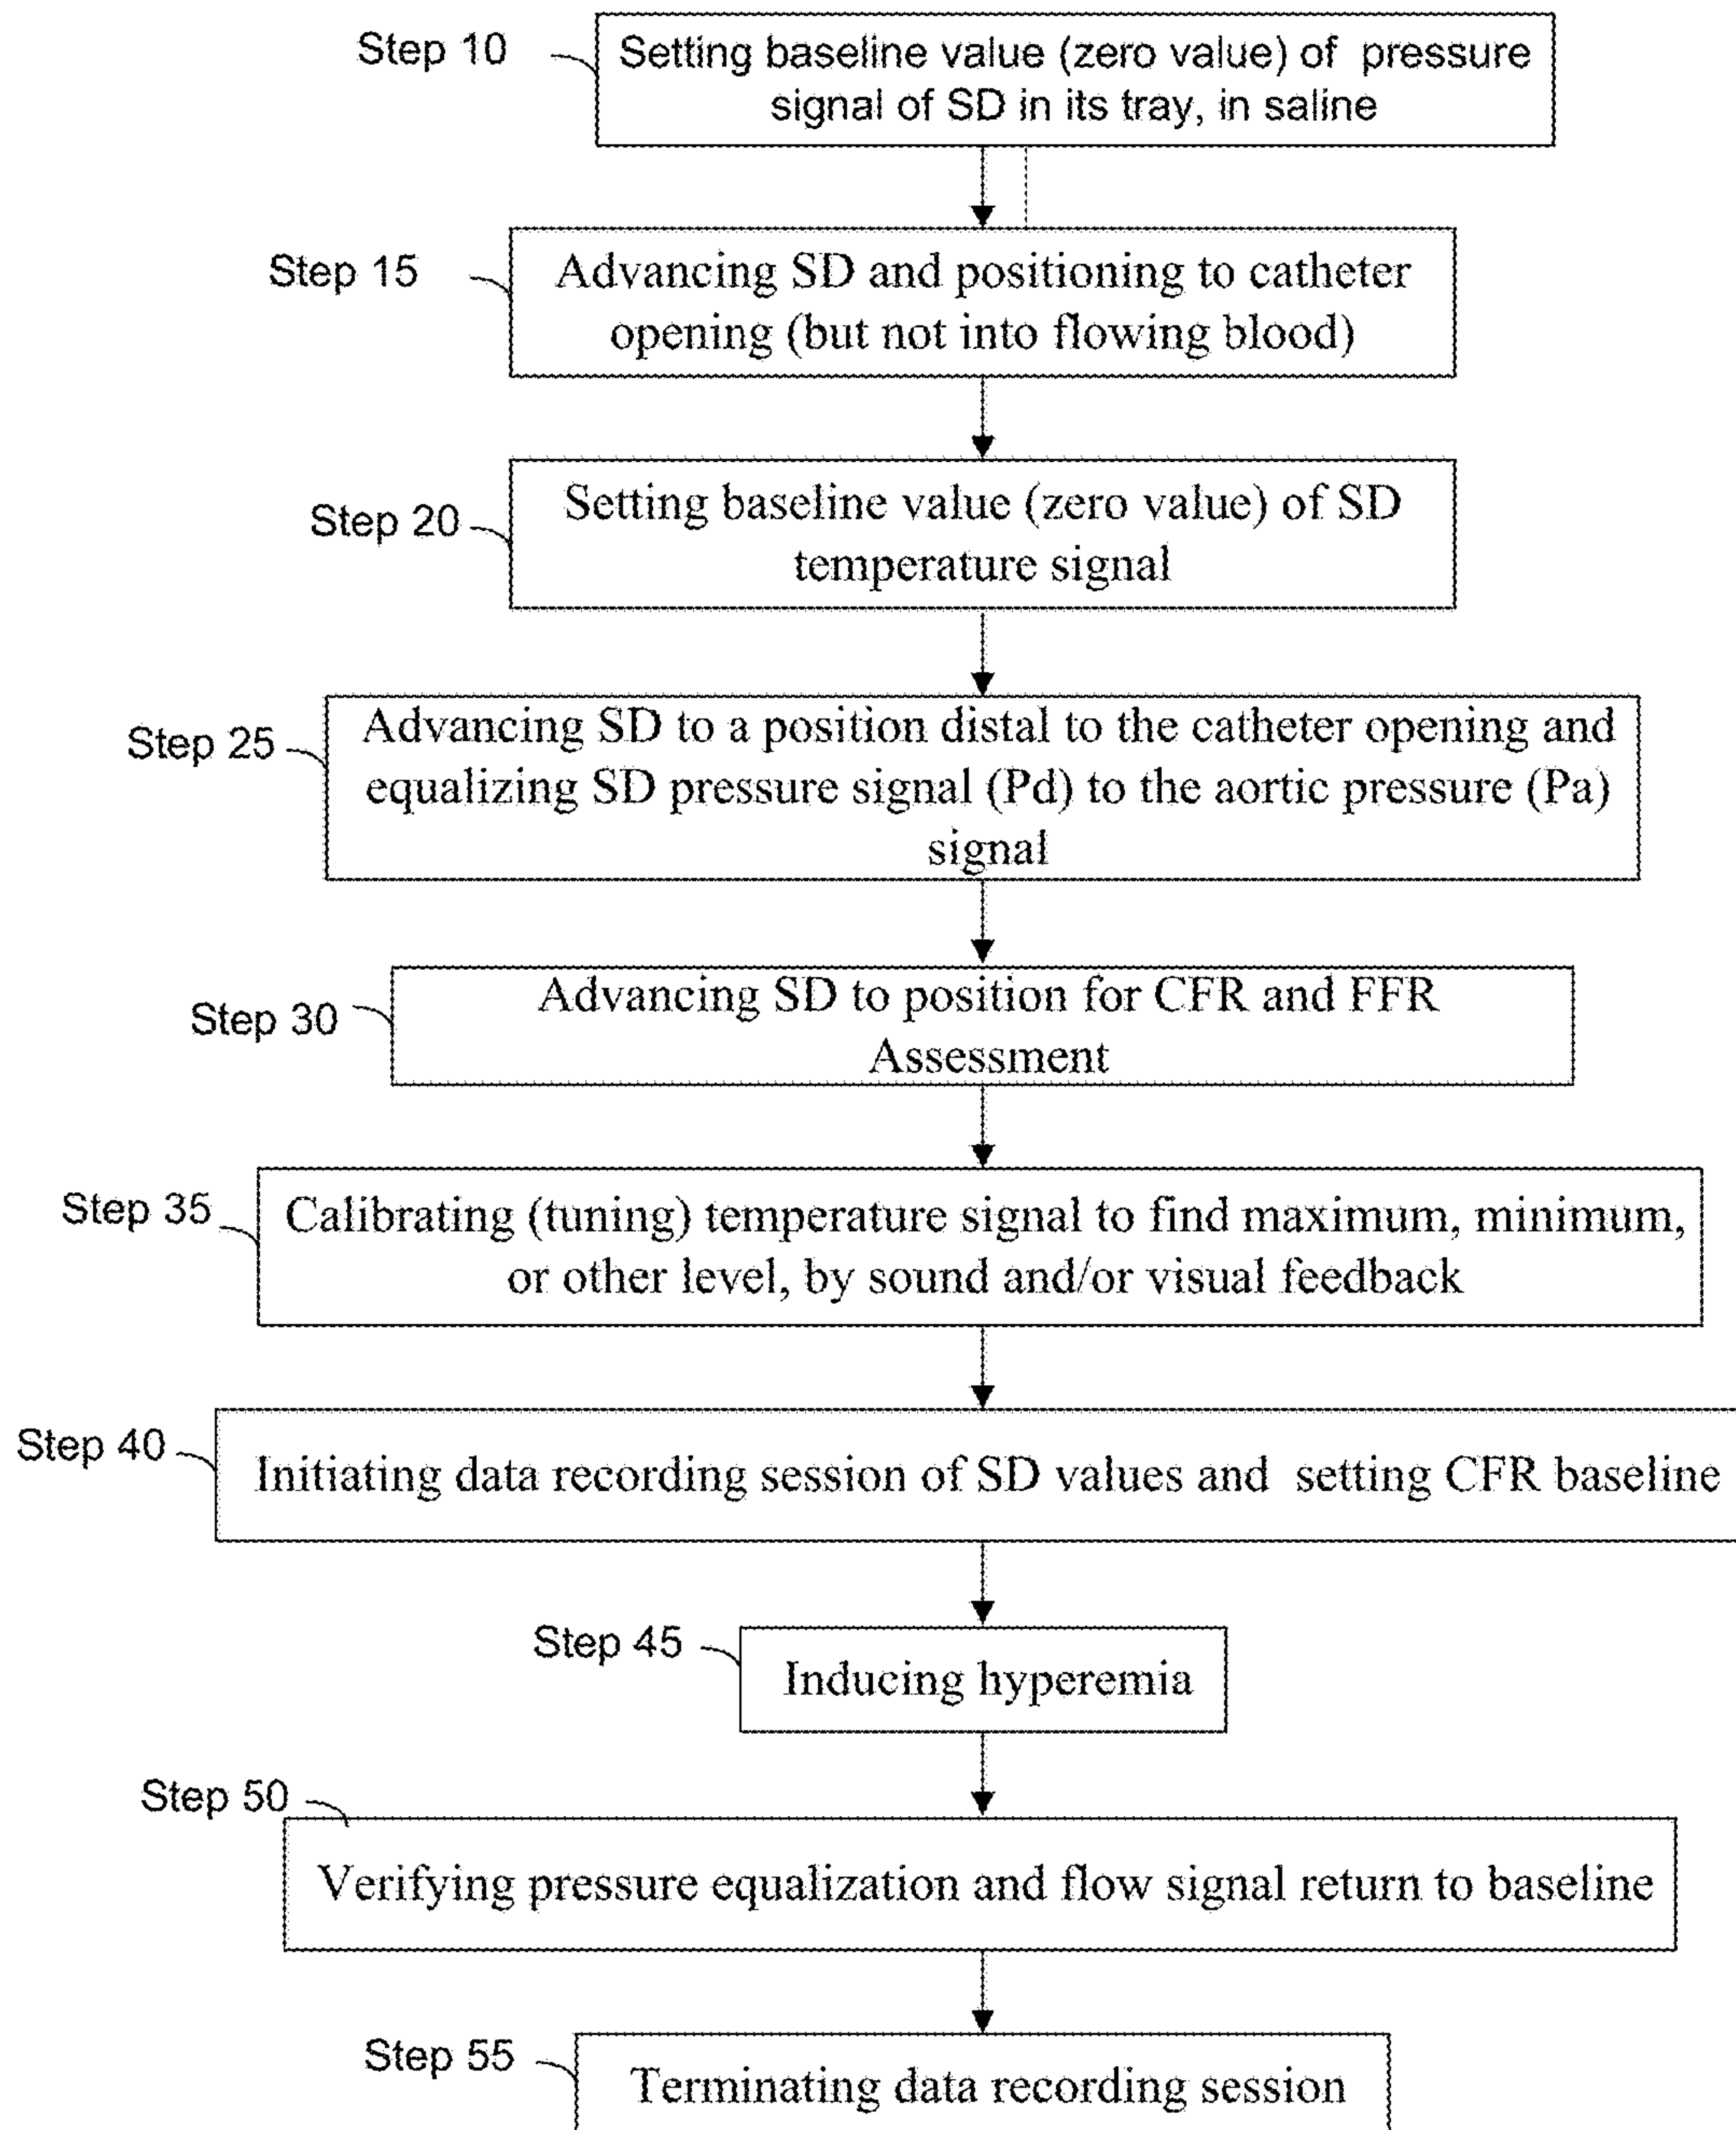 Step 10
Setting baseline value (zero value) of pressure
signal of SD in its tray, in saline
Step 15
Advancing SD and positioning to catheter
opening (but not into flowing blood)
Step 20
Setting baseline value (zero value) of SD
temperature signal
Step 25
Advancing SD to a position distal to the catheter opening and
equalizing SD pressure signal (Pd) to the aortic pressure (Pa)
signal
Step 30
Advancing SD to position for CFR and FFR
Assessment
Step 35
Calibrating (tuning) temperature signal to find maximum, minimum,
or other level, by sound and/or visual feedback
Step 40
Initiating data recording session of SD values and setting CFR baseline
Step 45
Inducing hyperemia
Step 50
Verifying pressure equalization and flow signal return to baseline
Step 55
Terminating data recording session